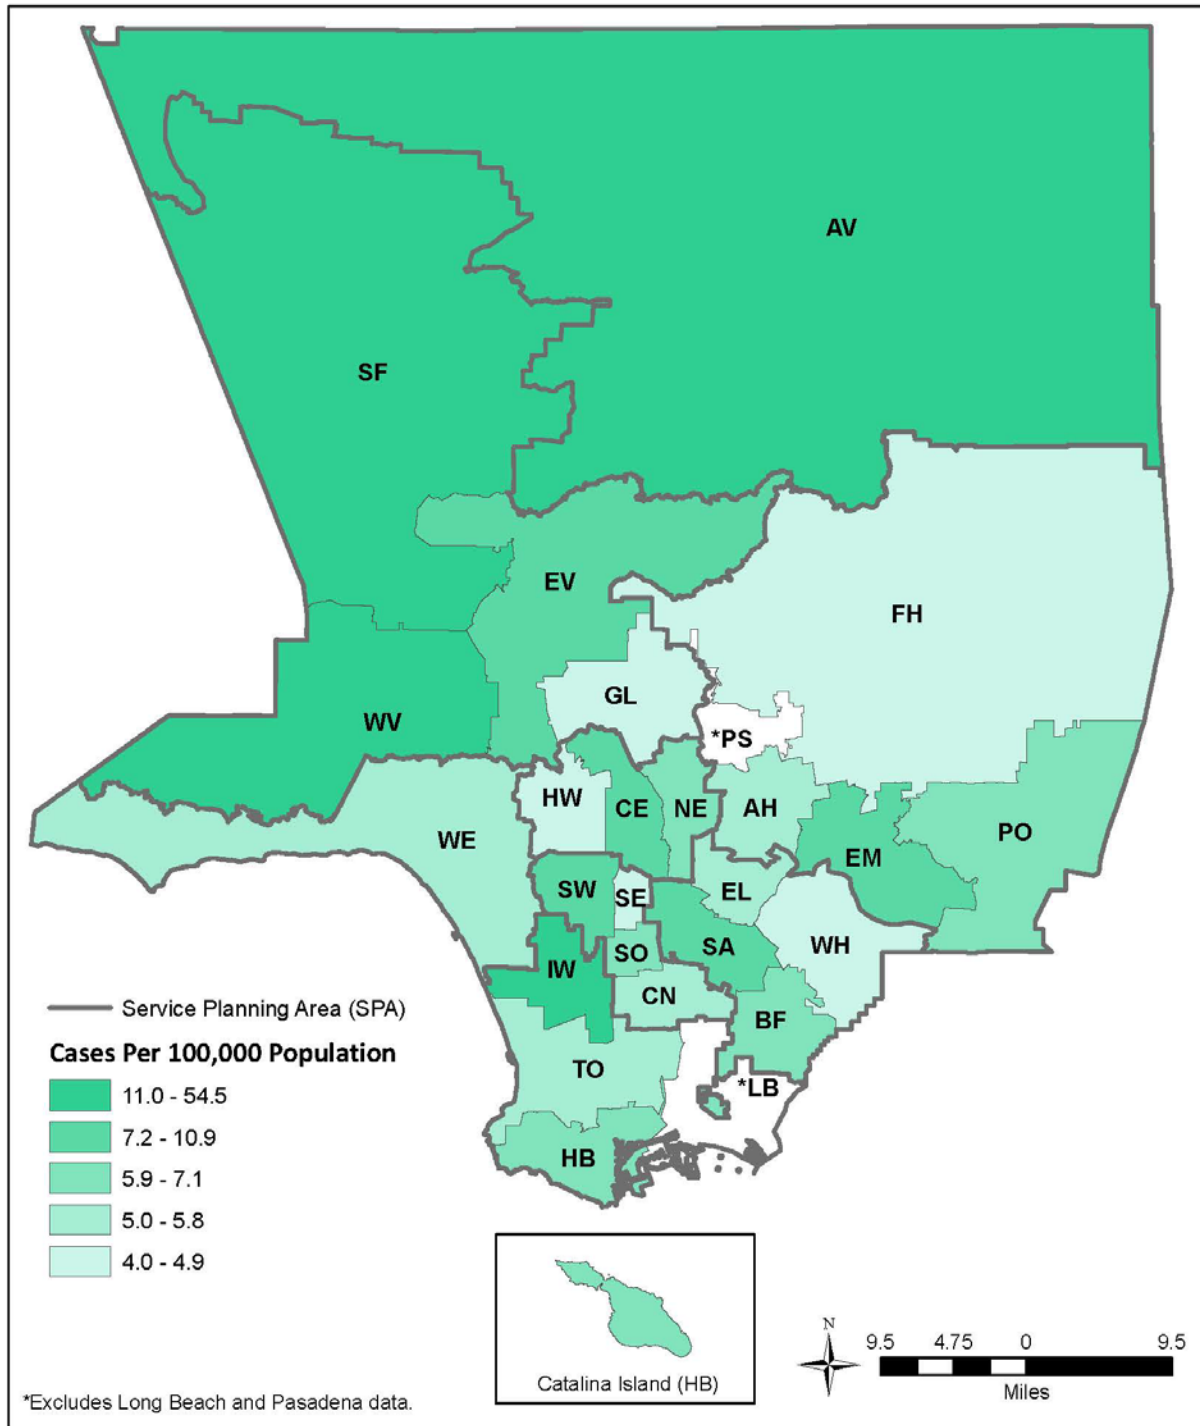 AV
SF
EV
FH
GL
WV
*PS
HW
CE
NE
AH
WE
PO
EM
SW
SE
EL
SO
SA
WH
IW
CN
BF
TO
*LB
HB
Service Planning Area (SPA)
Cases Per 100,000 Population
11.0 - 54.5
7.2 - 10.9
5.9 - 7.1
5.0 - 5.8
4.0 - 4.9
Catalina Island (HB)
N
9.5 4.75 0 9.5
Miles
*Excludes Long Beach and Pasadena data.